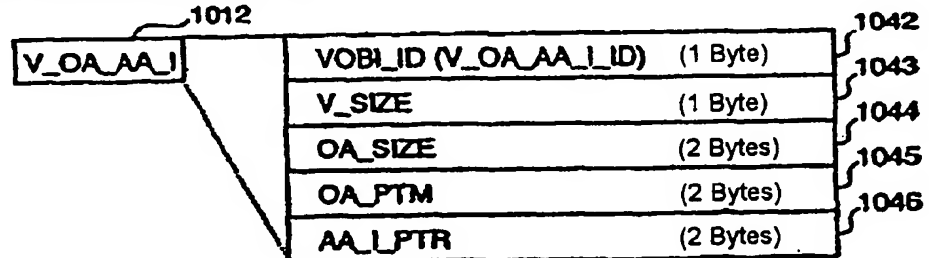 1012
V_OA_AA_I
VOBI_ID (V_OA_AA_I_ID) (1 Byte) 1042
V_SIZE (1 Byte) 1043
OA_SIZE (2 Bytes) 1044
OA_PTM (2 Bytes) 1045
AA_I_PTR (2 Bytes) 1046